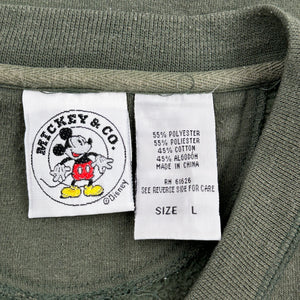 MICKEY & CO.
©Disney
55% POLYESTER
55% POLIESTER
45% COTTON
45% ALGODÓN
MADE IN CHINA
RN 61626
SEE REVERSE SIDE FOR CARE
SIZE L